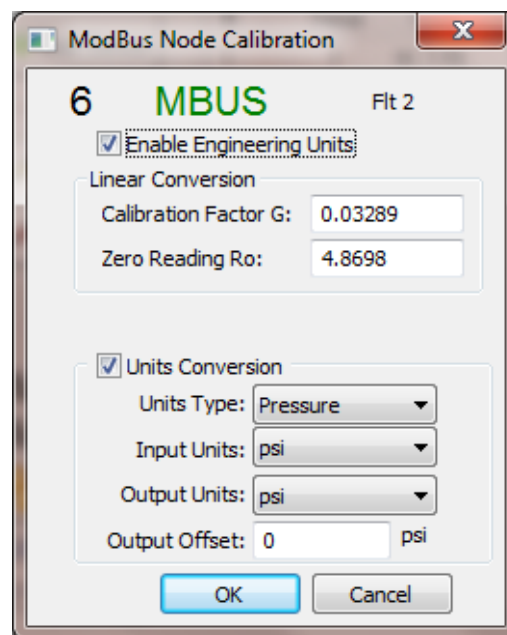 ModBus Node Calibration
6 MBUS Flt 2
Enable Engineering Units
Linear Conversion
Calibration Factor G: 0.03289
Zero Reading Ro: 4.8698
Units Conversion
Units Type: Pressure
Input Units: psi
Output Units: psi
Output Offset: 0 psi
OK Cancel